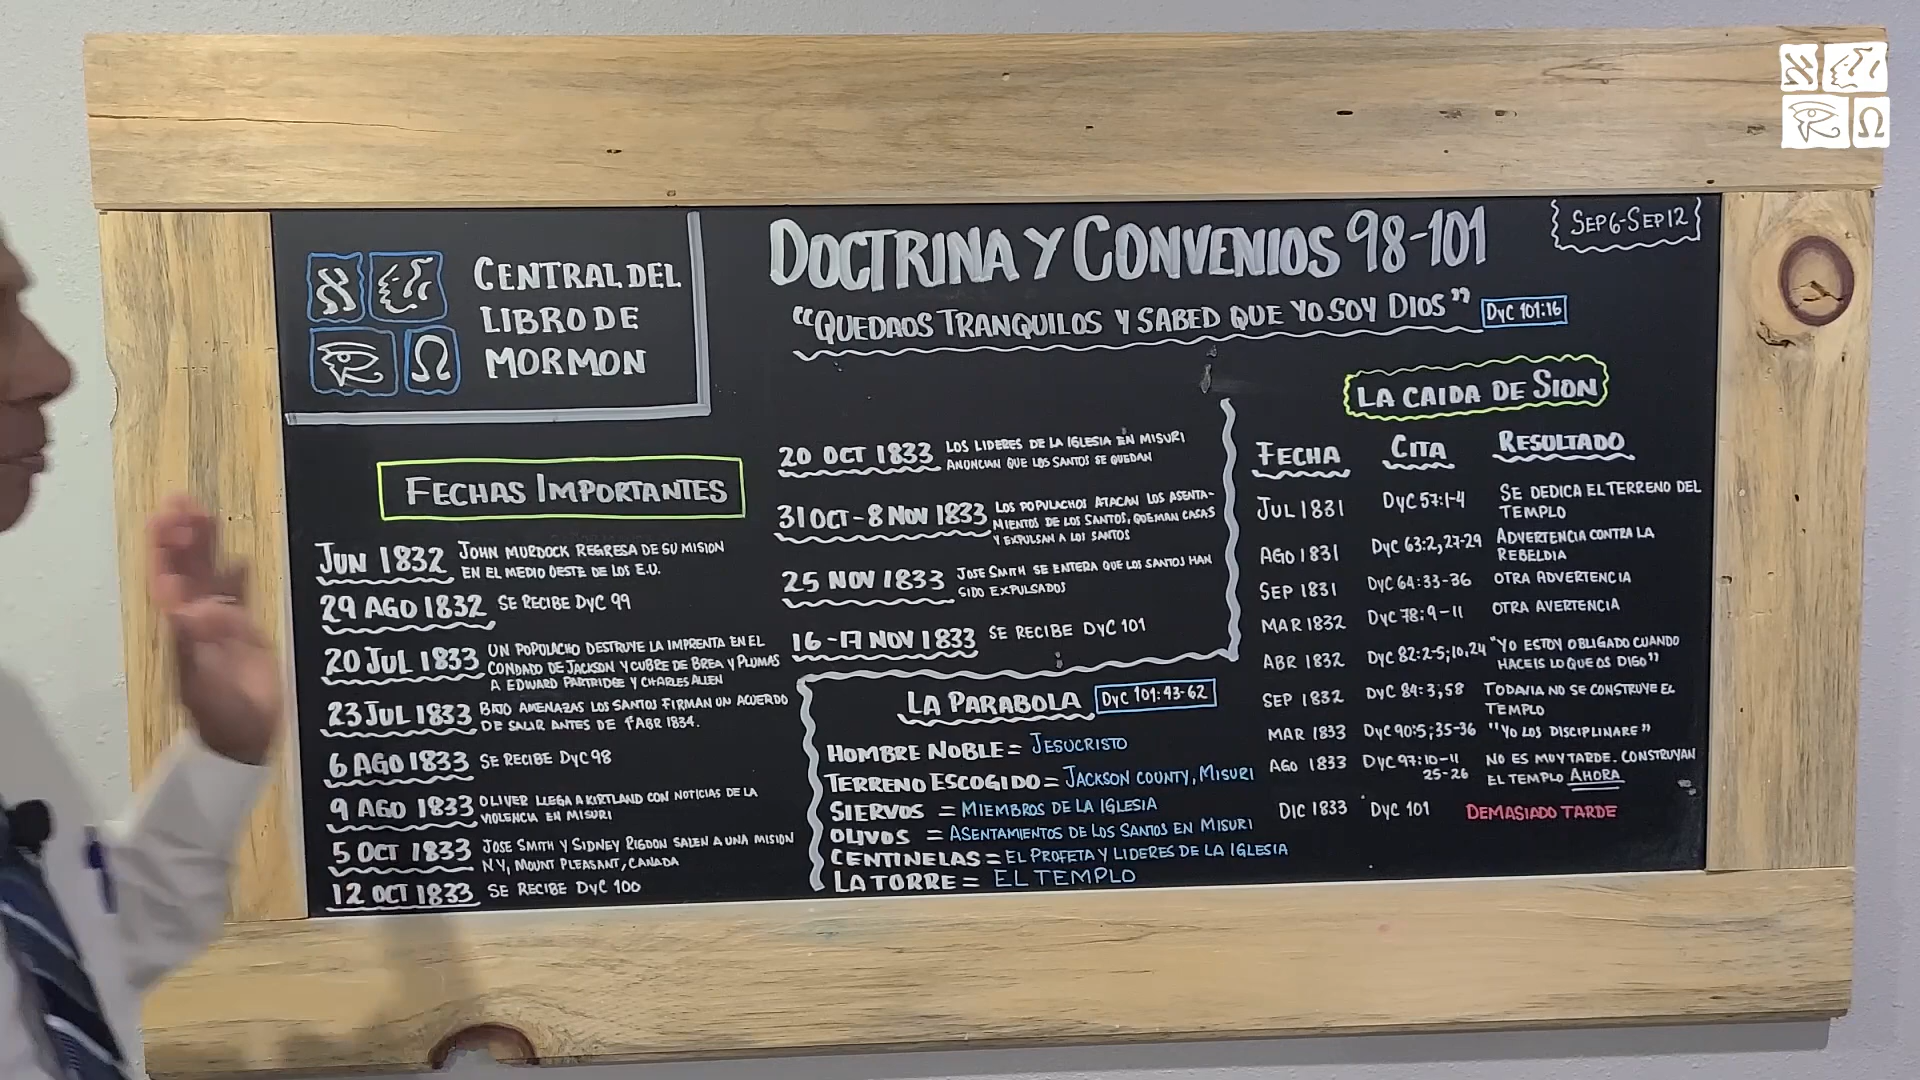 CENTRAL DEL
LIBRO DE
MORMON
DOCTRINA Y CONVENIOS 98-101
SEP6-SEP12
"QUEDAOS TRANQUILOS Y SABED QUE YO SOY DIOS"
DyC 101:16
FECHAS IMPORTANTES
JUN 1832 JOHN MURDOCK REGRESA DE SU MISION
EN EL MEDIO OESTE DE LOS E.U.
29 AGO 1832 SE RECIBE DyC 99
20 JUL 1833 UN POPULACHO DESTRUYE LA IMPRENTA EN EL
CONDADO DE JACKSON Y CUBRE DE BREA Y PLUMAS
A EDWARD PARTRIDGE Y CHARLES ALLEN
23 JUL 1833 BAJO AMENAZAS LOS SANTOS FIRMAN UN ACUERDO
DE SALIR ANTES DE 1 ABR 1834.
6 AGO 1833 SE RECIBE DyC 98
9 AGO 1833 OLIVER LLEGA A KIRTLAND CON NOTICIAS DE LA
VIOLENCIA EN MISURI
5 OCT 1833 JOSE SMITH Y SIDNEY RIGDON SALEN A UNA MISION
NY, MOUNT PLEASANT, CANADA
12 OCT 1833 SE RECIBE DyC 100
20 OCT 1833 LOS LIDERES DE LA IGLESIA EN MISURI
ANUNCIAN QUE LOS SANTOS SE QUEDAN
31 OCT-8 NOV 1833 LOS POPULACHOS ATACAN LOS ASENTA-
MIENTOS DE LOS SANTOS, QUEMAN CASAS
Y EXPULSAN A LOS SANTOS
25 NOV 1833 JOSE SMITH SE ENTERA QUE LOS SANTOS HAN
SIDO EXPULSADOS
16-17 NOV 1833 SE RECIBE DyC 101
LA PARABOLA DyC 101:43-62
HOMBRE NOBLE = JESUCRISTO
TERRENO ESCOGIDO = JACKSON COUNTY, MISURI
SIERVOS = MIEMBROS DE LA IGLESIA
OLIVOS = ASENTAMIENTOS DE LOS SANTOS EN MISURI
CENTINELAS = EL PROFETA Y LIDERES DE LA IGLESIA
LA TORRE = EL TEMPLO
LA CAIDA DE SION
FECHA CITA RESULTADO
JUL 1831 DyC 57:1-4 SE DEDICA EL TERRENO DEL
TEMPLO
AGO 1831 DyC 63:2,27-29 ADVERTENCIA CONTRA LA
REBELDIA
SEP 1831 DyC 64:33-36 OTRA ADVERTENCIA
MAR 1832 DyC 78:9-11 OTRA AVERTENCIA
ABR 1832 DyC 82:2-5;10,24 "YO ESTOY OBLIGADO CUANDO
HACEIS LO QUE OS DIGO"
SEP 1832 DyC 84:3;58 TODAVIA NO SE CONSTRUYE EL
TEMPLO
MAR 1833 DyC 90:5;35-36 "YO LOS DISCIPLINARE"
AGO 1833 DyC 97:10-11 NO ES MUY TARDE. CONSTRUYAN
25-26 EL TEMPLO AHORA
DIC 1833 DyC 101 DEMASIADO TARDE